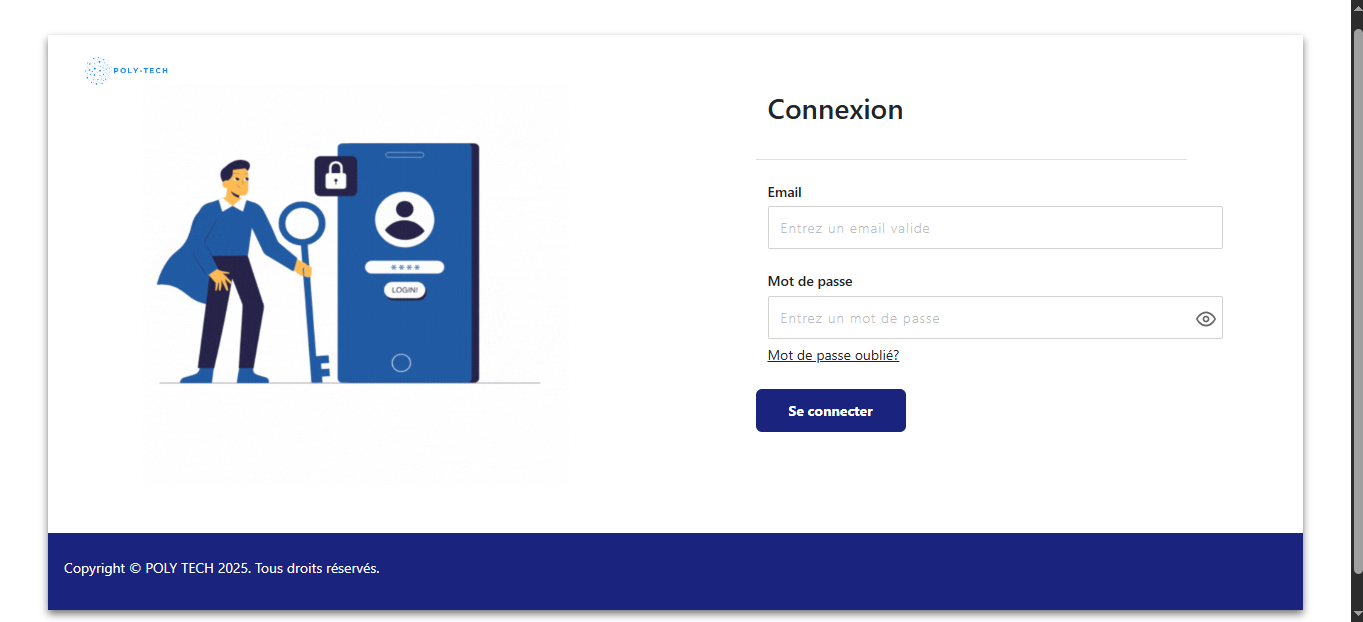 POLY-TECH
Connexion
****
LOGIN!
Email
Entrez un email valide
Mot de passe
Entrez un mot de passe
Mot de passe oublié?
Se connecter
Copyright © POLY TECH 2025. Tous droits réservés.